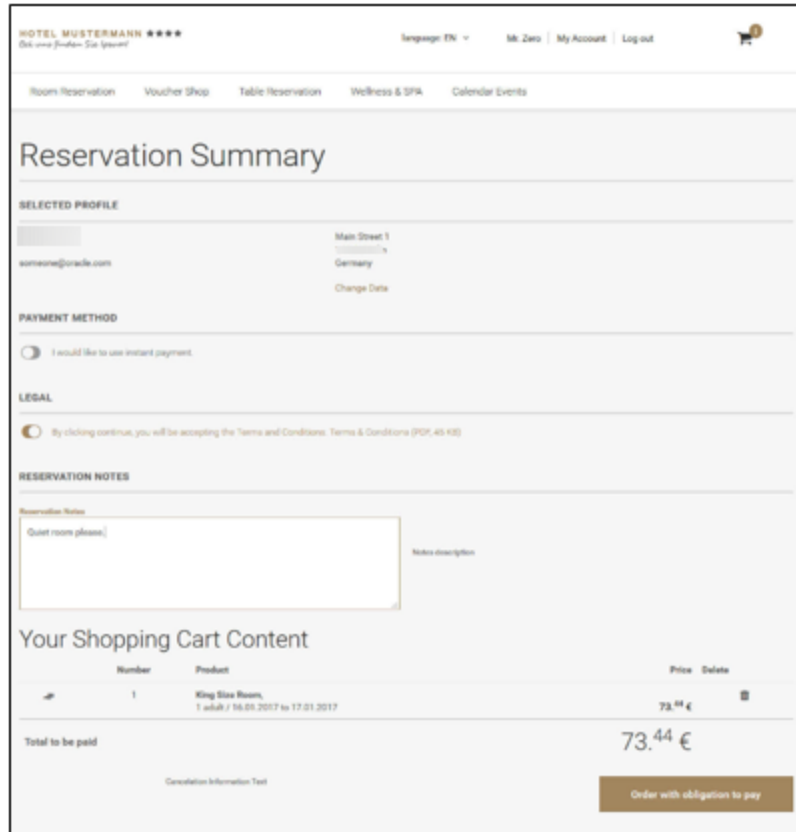 HOTEL MUSTERMANN ★★★★
language: EN Mr. Zero My Account Log out
Room Reservation Voucher Shop Table Reservation Wellness & SPA Calendar Events
Reservation Summary
SELECTED PROFILE
Main Street 1
someone@oracle.com Germany
Change Data
PAYMENT METHOD
I would like to use instant payment.
LEGAL
By clicking continue, you will be accepting the Terms and Conditions. Terms & Conditions (PDF, 45 KB)
RESERVATION NOTES
Reservation Notes
Quiet room please.
Notes description
Your Shopping Cart Content
Number Product Price Delete
1 King Size Room, 73.44 €
1 adult / 16.01.2017 to 17.01.2017
Total to be paid 73.44 €
Cancelation Information Text
Order with obligation to pay